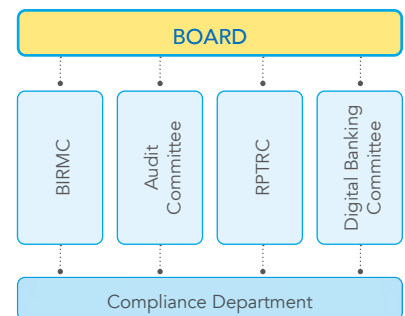 BOARD
BIRMC
Audit
Committee
RPTRC
Digital Banking
Committee
Compliance Department